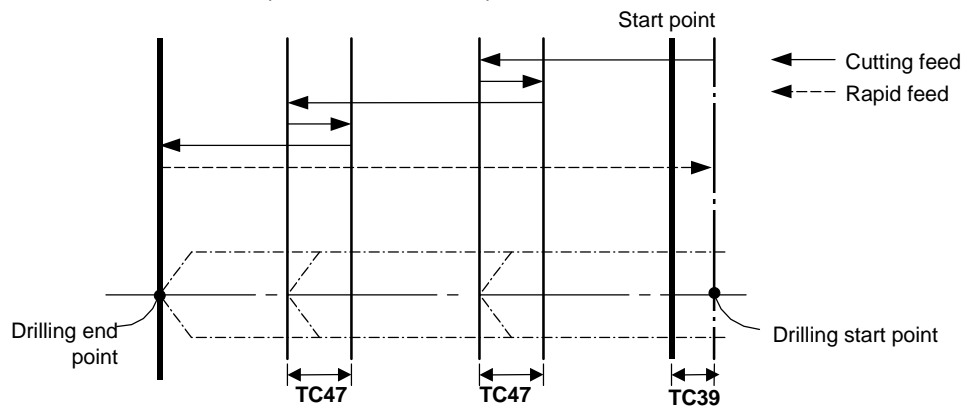 Start point
Cutting feed
Rapid feed
Drilling end
point
Drilling start point
TC47
TC47
TC39